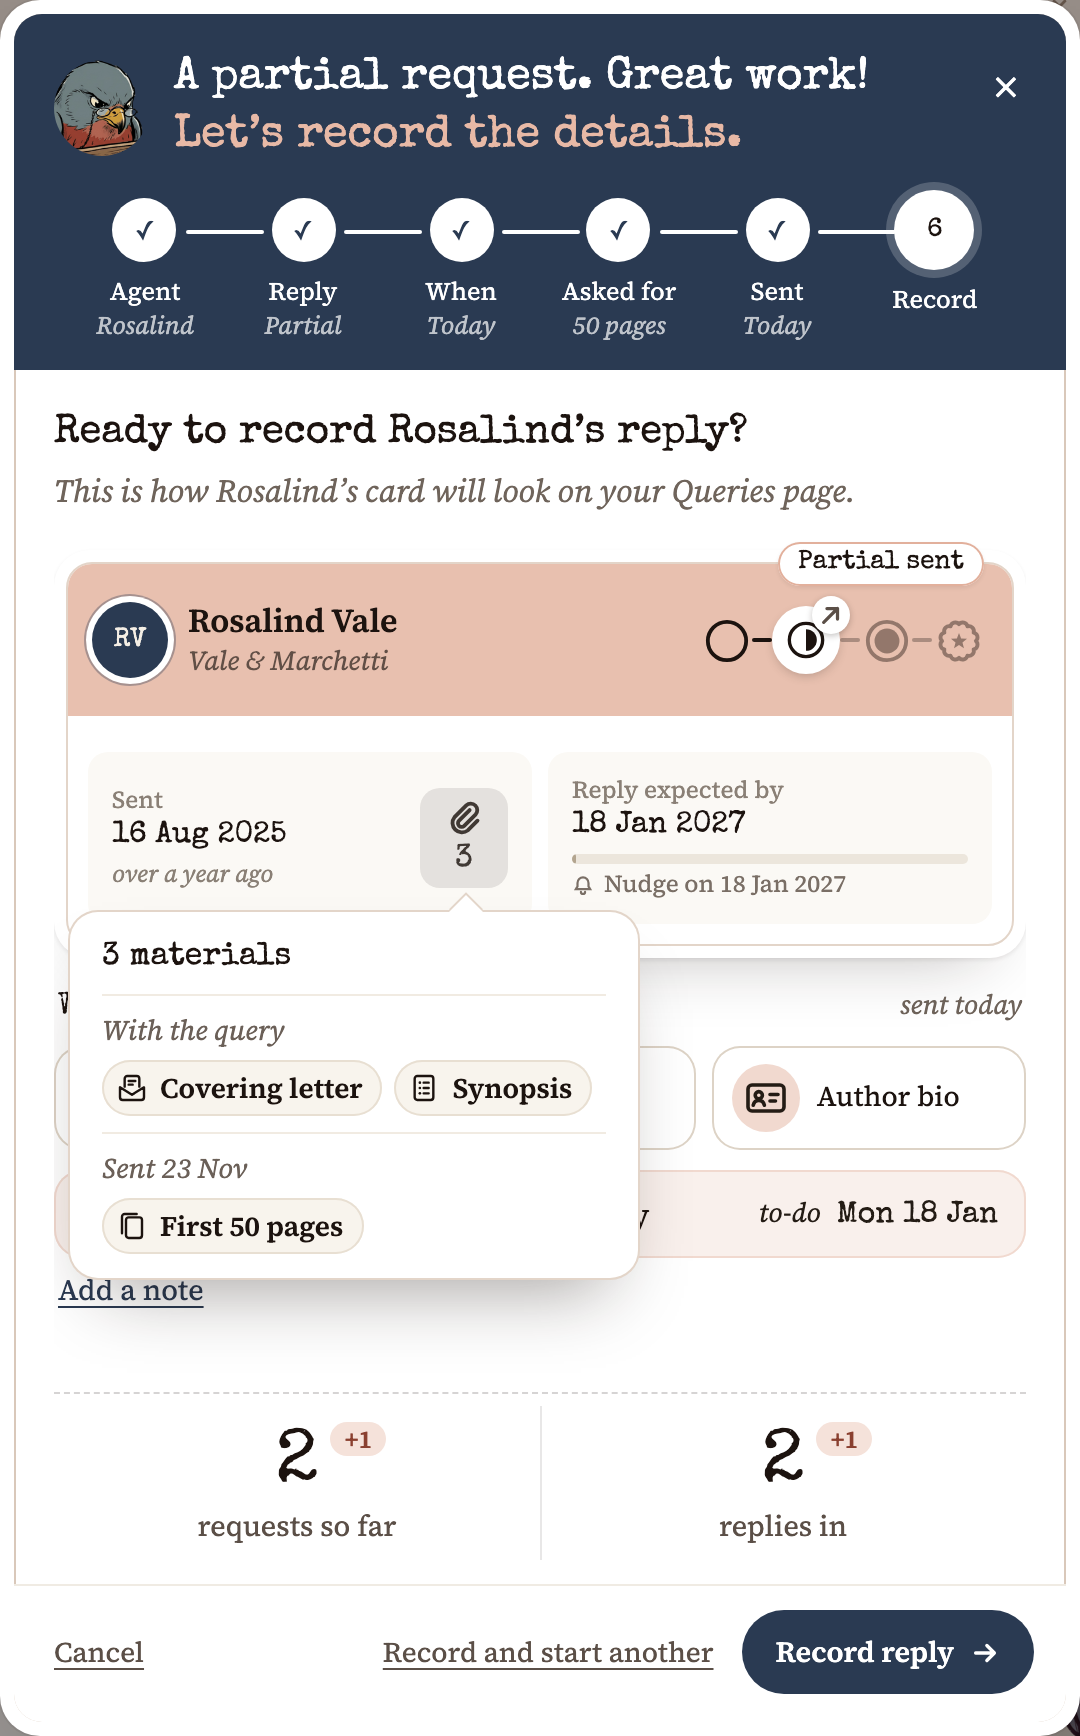 A partial request. Great work!
Let's record the details.
6
Agent
Reply
When
Asked for
Sent
Record
Rosalind
Partial
Today
50 pages
Today
Ready to record Rosalind's reply?
This is how Rosalind's card will look on your Queries page.
Partial sent
RV
Rosalind Vale
Vale & Marchetti
Sent
16 Aug 2025
over a year ago
3
Reply expected by
18 Jan 2027
Nudge on 18 Jan 2027
3 materials
With the query
Covering letter
Synopsis
Sent 23 Nov
First 50 pages
sent today
Author bio
to-do Mon 18 Jan
Add a note
2 +1
requests so far
2 +1
replies in
Cancel
Record and start another
Record reply